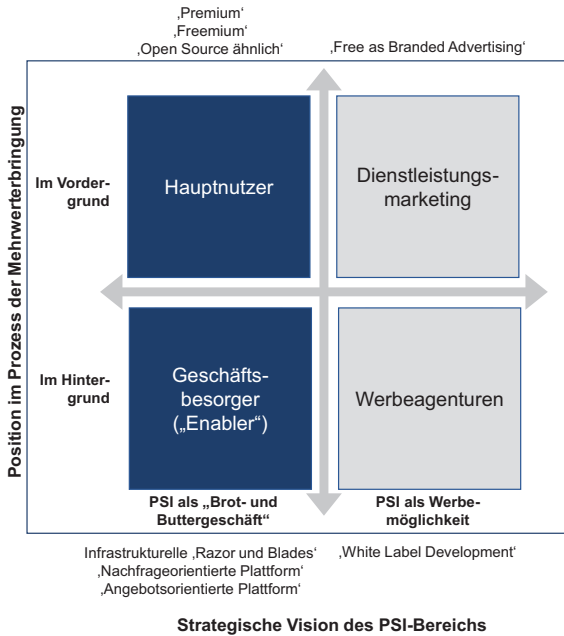 ‚Premium‘
‚Freemium‘
‚Open Source ähnlich‘
‚Free as Branded Advertising‘
Position im Prozess der Mehrwerterbringung
Im Vorder-
grund
Hauptnutzer
Dienstleistungs-
marketing
Im Hinter-
grund
Geschäfts-
besorger
(„Enabler“)
Werbeagenturen
PSI als „Brot- und
Buttergeschäft“
PSI als Werbe-
möglichkeit
Infrastrukturelle ‚Razor und Blades‘
‚Nachfrageorientierte Plattform‘
‚Angebotsorientierte Plattform‘
‚White Label Development‘
Strategische Vision des PSI-Bereichs